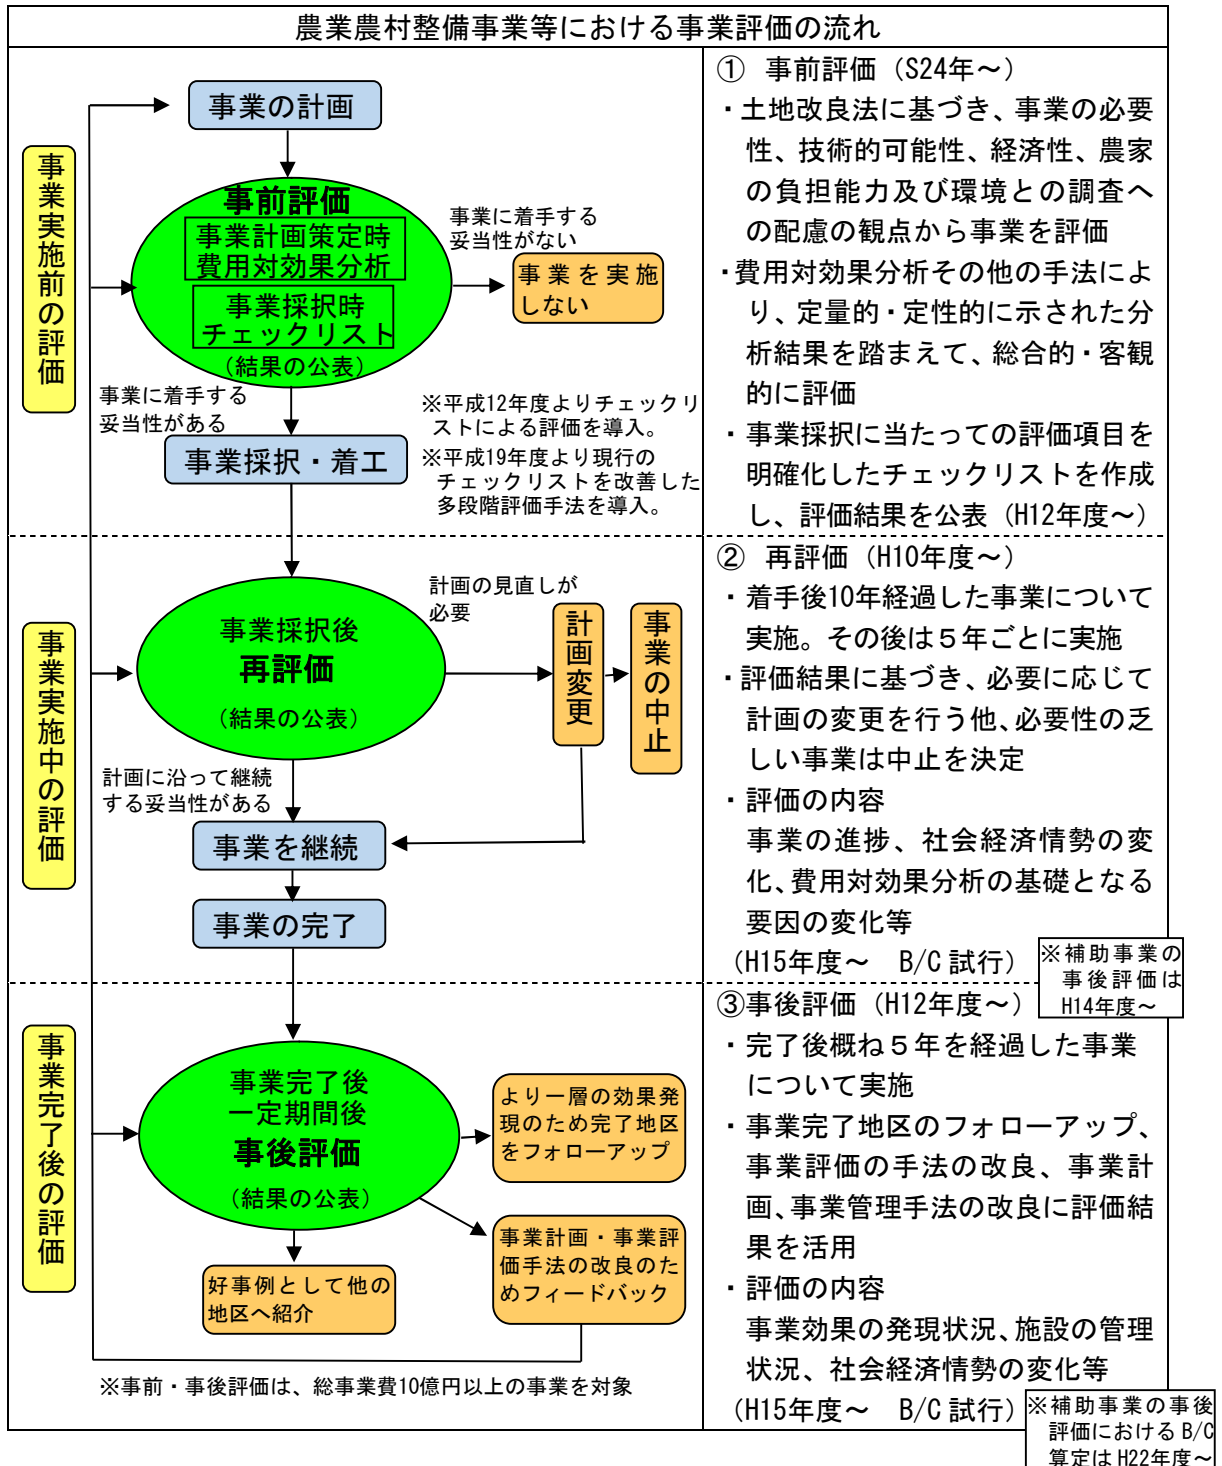 農業農村整備事業等における事業評価の流れ
事業実施前の評価
事業の計画
事前評価
事業計画策定時
費用対効果分析
事業採択時
チェックリスト
(結果の公表)
事業に着手する
妥当性がない
事業を実施
しない
事業に着手する
妥当性がある
事業採択・着工
※平成12年度よりチェックリ
ストによる評価を導入。
※平成19年度より現行の
チェックリストを改善した
多段階評価手法を導入。
① 事前評価(S24年～)
・土地改良法に基づき、事業の必要
性、技術的可能性、経済性、農家
の負担能力及び環境との調査へ
の配慮の観点から事業を評価
・費用対効果分析その他の手法によ
り、定量的・定性的に示された分
析結果を踏まえて、総合的・客観
的に評価
・事業採択に当たっての評価項目を
明確化したチェックリストを作成
し、評価結果を公表(H12年度～)
事業実施中の評価
事業採択後
再評価
(結果の公表)
計画の見直しが
必要
計画変更
事業の中止
計画に沿って継続
する妥当性がある
事業を継続
事業の完了
② 再評価(H10年度～)
・着手後10年経過した事業について
実施。その後は５年ごとに実施
・評価結果に基づき、必要に応じて
計画の変更を行う他、必要性の乏
しい事業は中止を決定
・評価の内容
事業の進捗、社会経済情勢の変
化、費用対効果分析の基礎となる
要因の変化等
(H15年度～ B/C 試行)
※補助事業の
事後評価は
H14年度～
事業完了後の評価
事業完了後
一定期間後
事後評価
(結果の公表)
より一層の効果発
現のため完了地区
をフォローアップ
事業計画・事業評
価手法の改良のた
めフィードバック
好事例として他の
地区へ紹介
※事前・事後評価は、総事業費10億円以上の事業を対象
③事後評価(H12年度～)
・完了後概ね５年を経過した事業
について実施
・事業完了地区のフォローアップ、
事業評価の手法の改良、事業計
画、事業管理手法の改良に評価結
果を活用
・評価の内容
事業効果の発現状況、施設の管理
状況、社会経済情勢の変化等
(H15年度～ B/C 試行)
※補助事業の事後
評価における B/C
算定は H22年度～